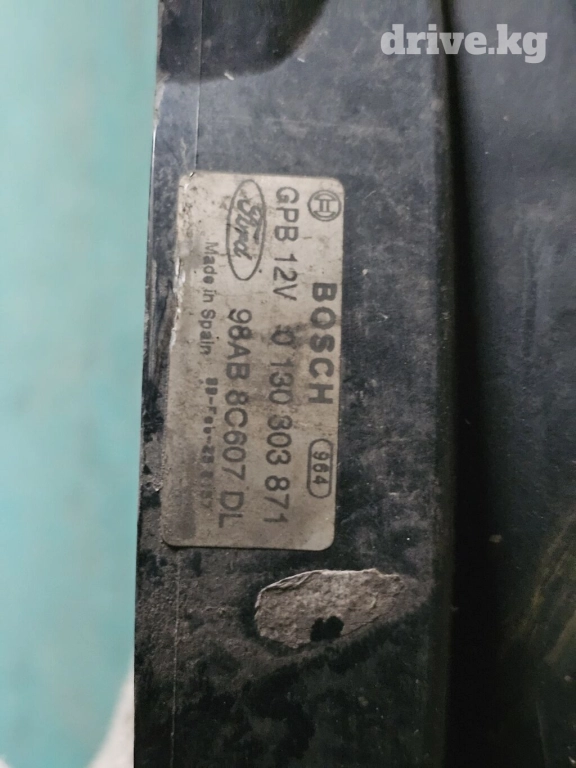 drive.kg
BOSCH 964
GPB 12V 0 130 303 871
Ford 98AB 8C607 DL
Made in Spain